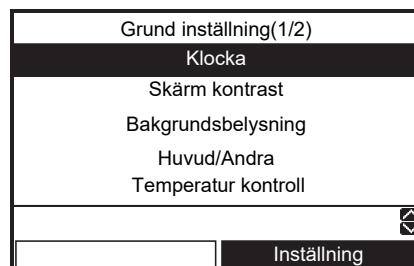 Grund inställning(1/2)
Klocka
Skärm kontrast
Bakgrundsbelysning
Huvud/Andra
Temperatur kontroll
Inställning